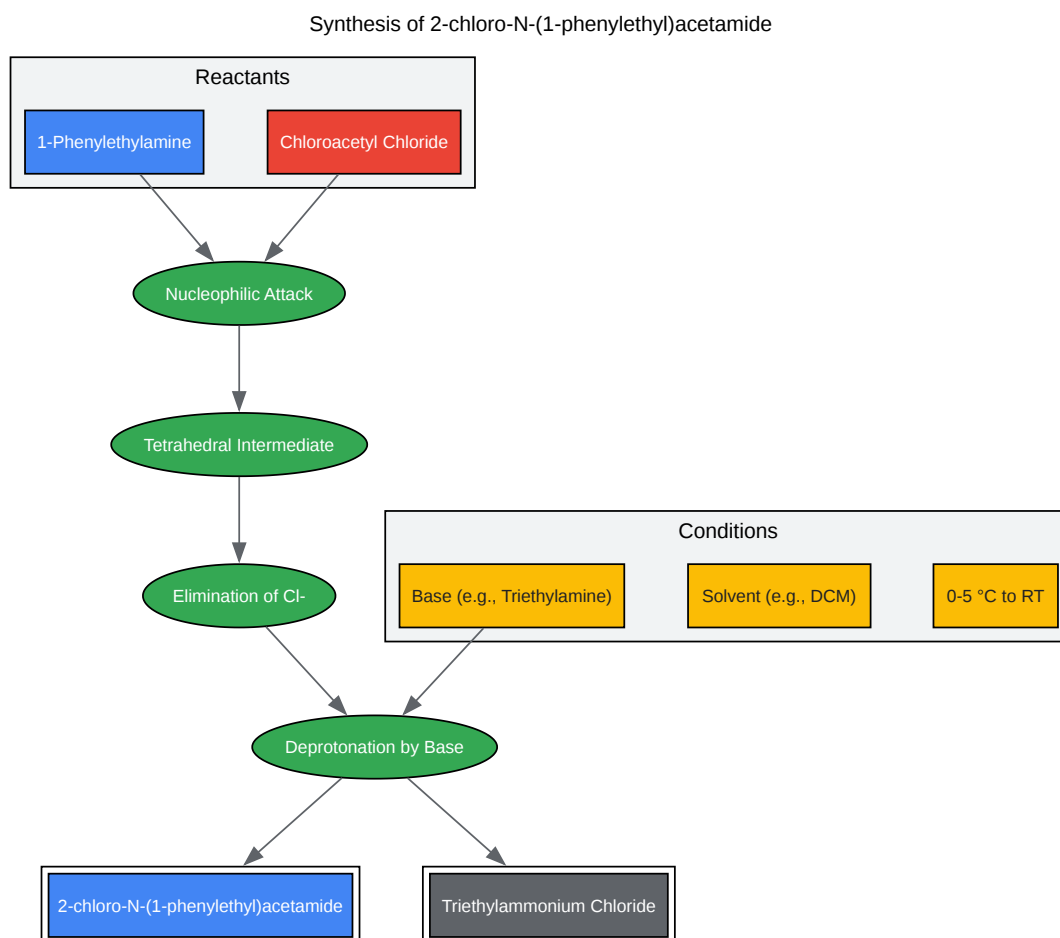 Synthesis of 2-chloro-N-(1-phenylethyl)acetamide
Reactants
1-Phenylethylamine
Chloroacetyl Chloride
Nucleophilic Attack
Tetrahedral Intermediate
Conditions
Elimination of Cl-
Base (e.g., Triethylamine)
Solvent (e.g., DCM)
0-5 °C to RT
Deprotonation by Base
2-chloro-N-(1-phenylethyl)acetamide
Triethylammonium Chloride